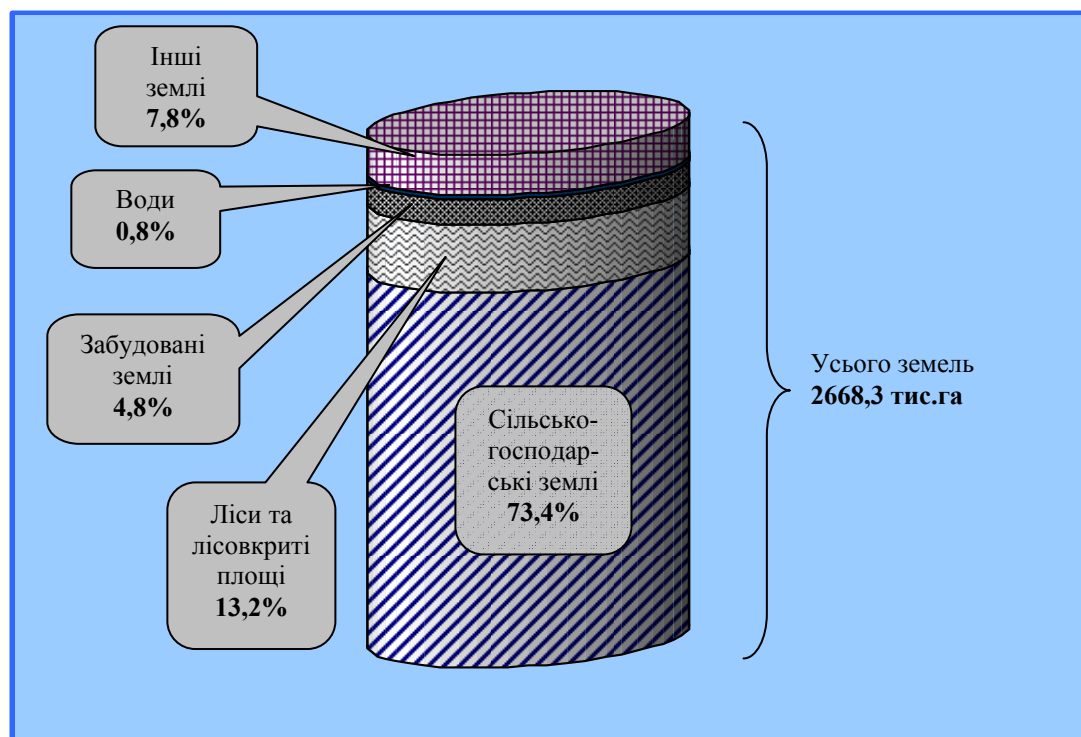 Інші
землі
7,8%
Води
0,8%
Забудовані
землі
4,8%
Ліси та
лісовкриті
площі
13,2%
Сільсько-
господар-
ські землі
73,4%
Усього земель
2668,3 тис.га